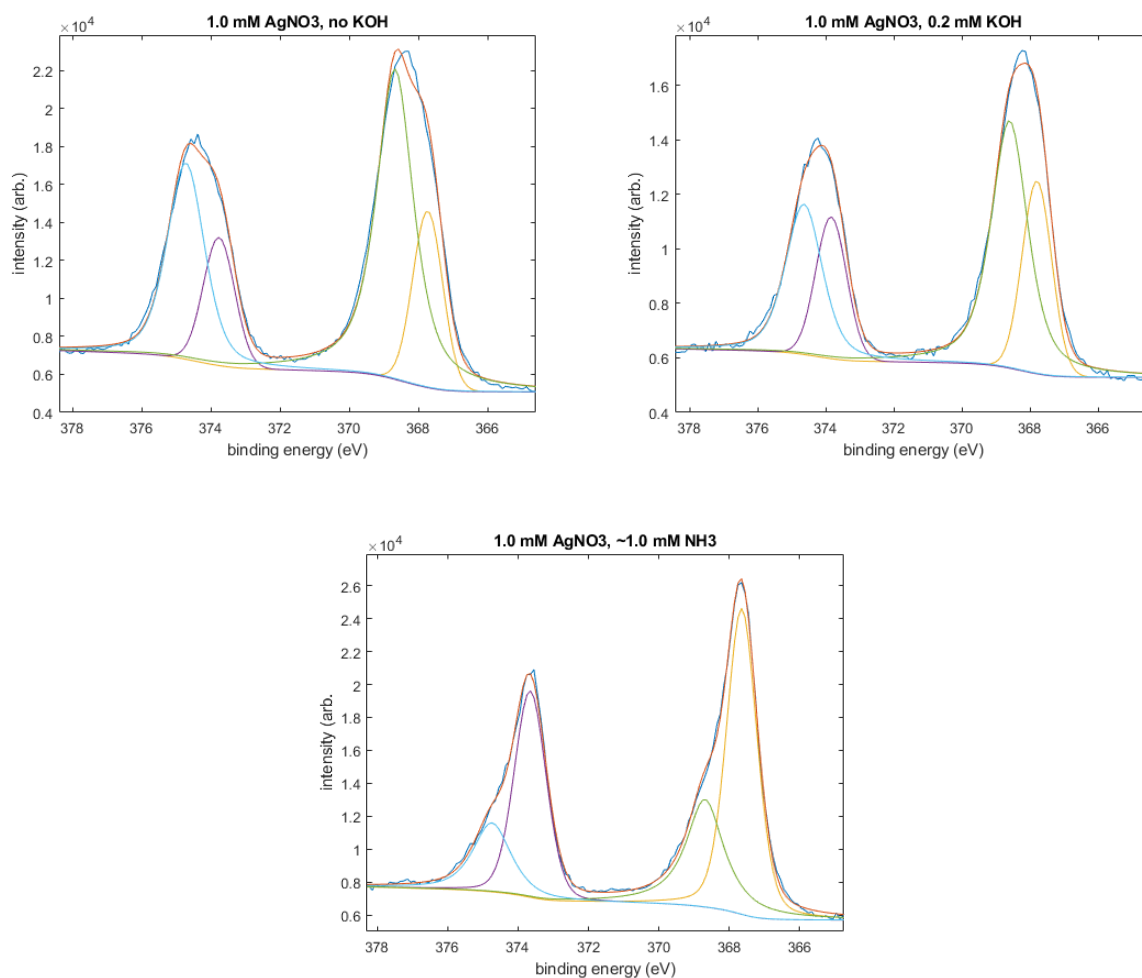 1.0 mM AgNO3, no KOH
×10⁴
2.2
2
1.8
1.6
1.4
1.2
1
0.8
0.6
0.4
intensity (arb.)
378 376 374 372 370 368 366
binding energy (eV)
1.0 mM AgNO3, 0.2 mM KOH
×10⁴
1.6
1.4
1.2
1
0.8
0.6
0.4
intensity (arb.)
378 376 374 372 370 368 366
binding energy (eV)
1.0 mM AgNO3, ~1.0 mM NH3
×10⁴
2.6
2.4
2.2
2
1.8
1.6
1.4
1.2
1
0.8
0.6
intensity (arb.
378 376 374 372 370 368 366
binding energy (eV)